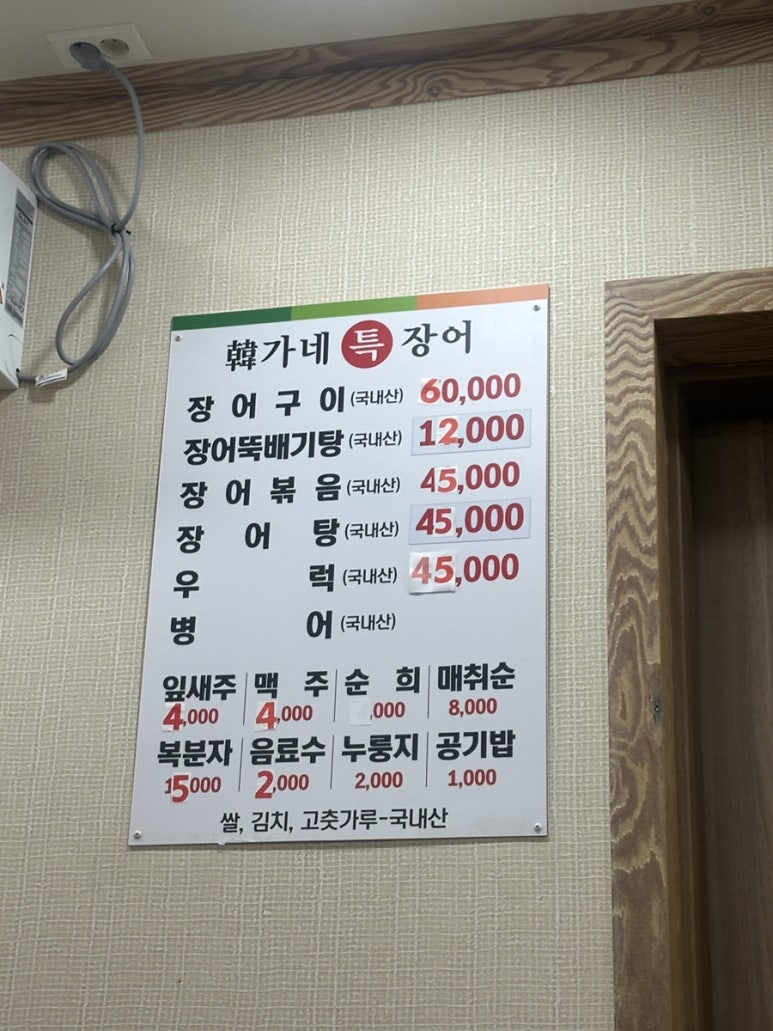 韓가네 특 장어
장어구이(국내산) 60,000
장어뚝배기탕(국내산) 12,000
장어볶음(국내산) 45,000
장어탕(국내산) 45,000
우럭(국내산) 45,000
병어(국내산)
잎새주 맥주 순희 매취순
4,000 4,000 ,000 8,000
복분자 음료수 누룽지 공기밥
15000 2,000 2,000 1,000
쌀, 김치, 고춧가루-국내산